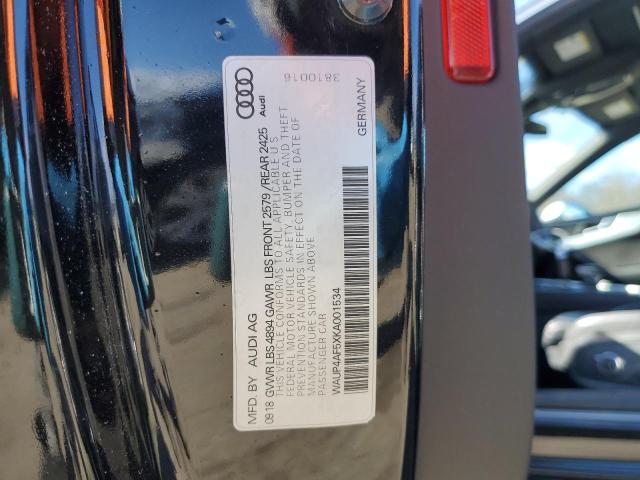 MFD. BY AUDI AG
0918 GVWR LBS 4894 GAWR LBS FRONT 2579 /REAR 2425
THIS VEHICLE CONFORMS TO ALL APPLICABLE U S
FEDERAL MOTOR VEHICLE SAFETY, BUMPER AND THEFT
PREVENTION STANDARDS IN EFFECT ON THE DATE OF
MANUFACTURE SHOWN ABOVE
PASSENGER CAR
WAUP4AF5XKA001534
GERMANY
Audi
3810016